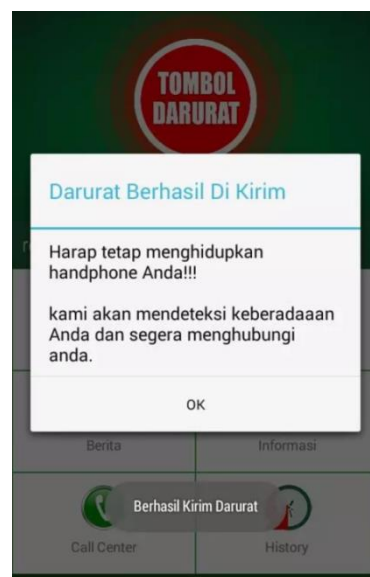 TOMBOL
DARURAT
Darurat Berhasil Di Kirim
Harap tetap menghidupkan
handphone Anda!!!
kami akan mendeteksi keberadaaan
Anda dan segera menghubungi
anda.
OK
Berita
Informasi
Berhasil Kirim Darurat
Call Center
History